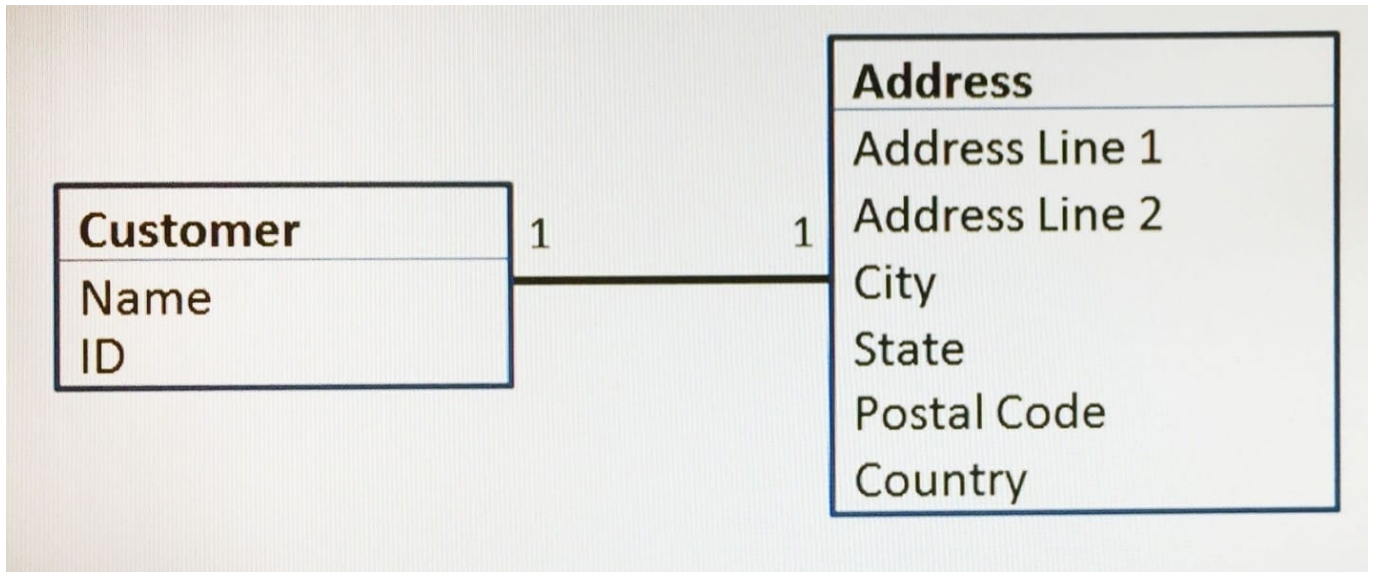 Customer
Name
ID
1
1
Address
Address Line 1
Address Line 2
City
State
Postal Code
Country